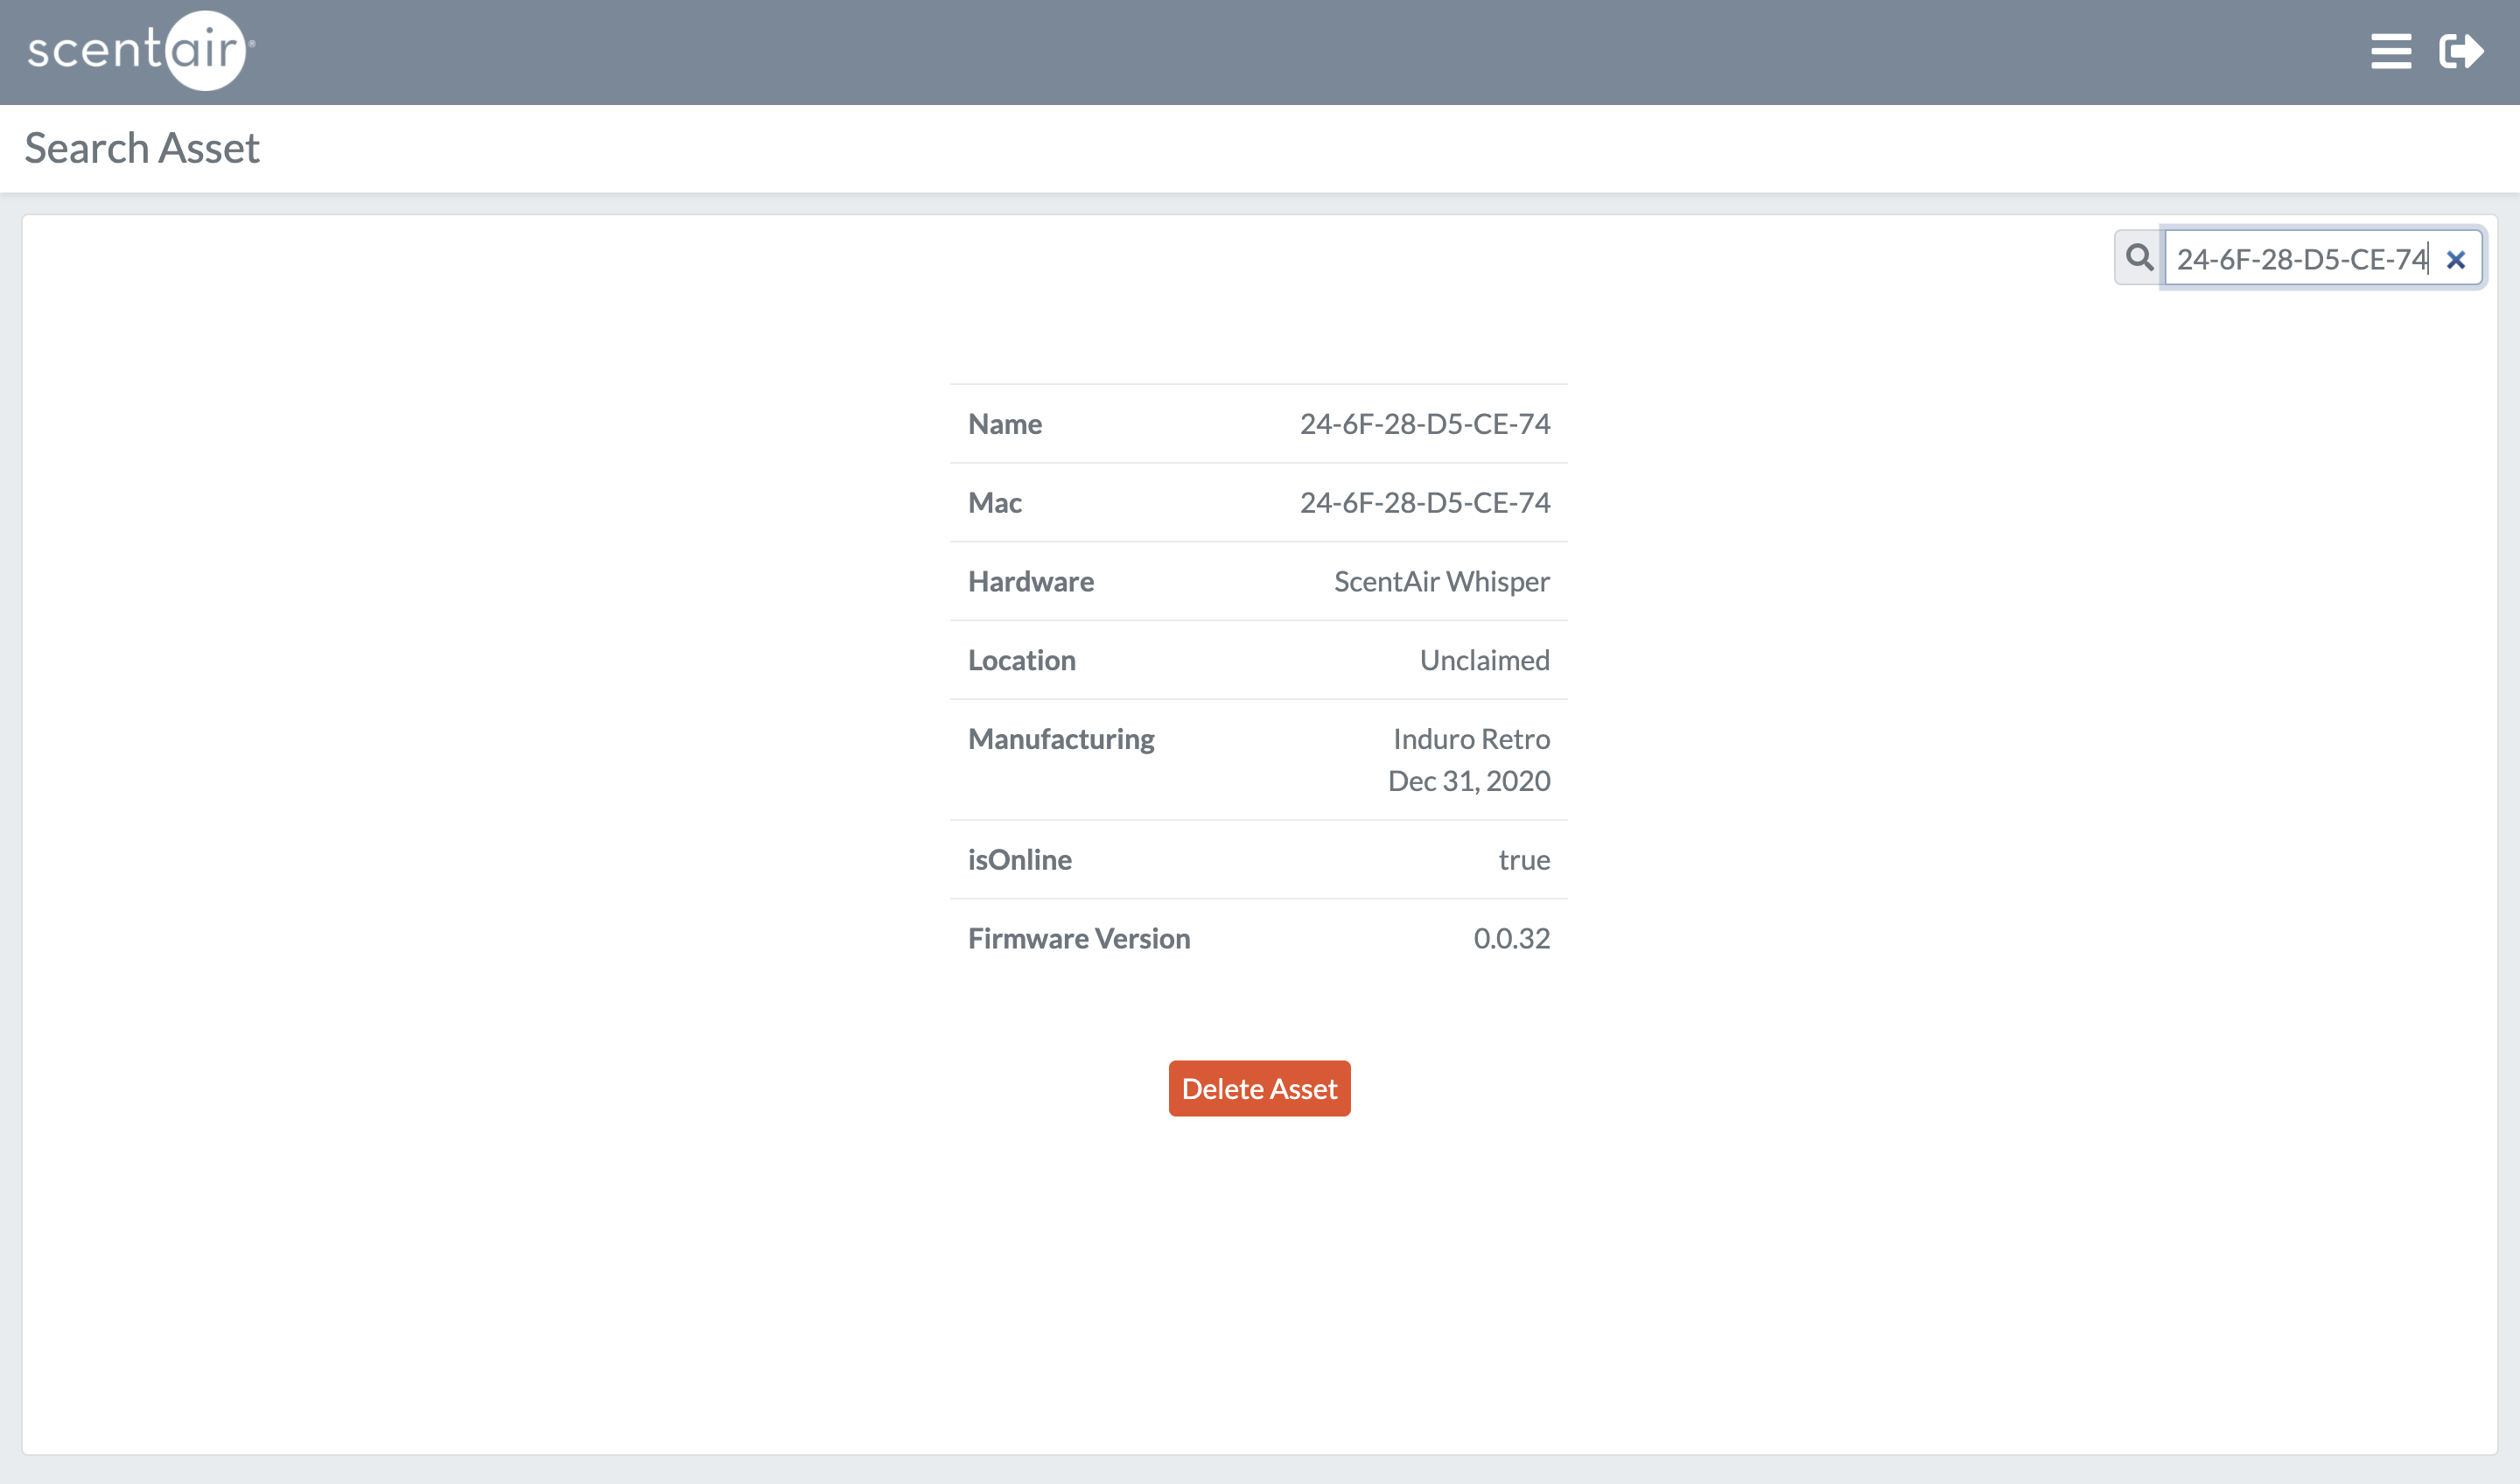 scentair®
Search Asset
24-6F-28-D5-CE-74
Name 24-6F-28-D5-CE-74
Mac 24-6F-28-D5-CE-74
Hardware ScentAir Whisper
Location Unclaimed
Manufacturing Induro Retro
Dec 31, 2020
isOnline true
Firmware Version 0.0.32
Delete Asset